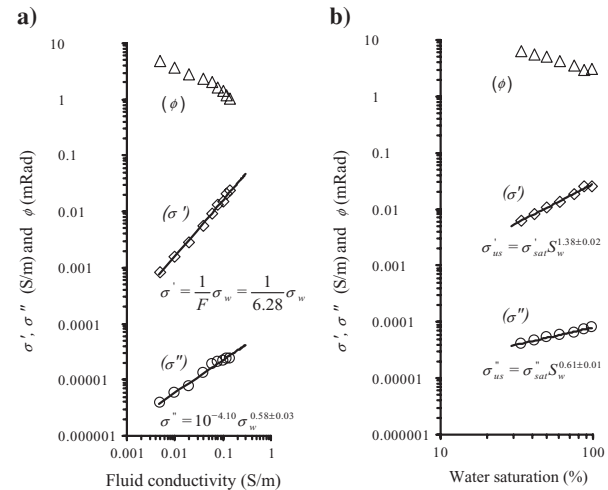 a)
σ', σ" (S/m) and φ (mRad)
10
1
0.1
0.01
0.001
0.0001
0.00001
0.000001
(φ)
(σ')
σ' = 1/F σw = 1/6.28 σw
(σ")
σ" = 10^-4.10 σw^0.58±0.03
0.001 0.01 0.1 1
Fluid conductivity (S/m)
b)
σ', σ" (S/m) and φ (mRad)
10
1
0.1
0.01
0.001
0.0001
0.00001
0.000001
(φ)
(σ')
σ'us = σ'sat Sw^1.38±0.02
(σ")
σ"us = σ"sat Sw^0.61±0.01
10 100
Water saturation (%)